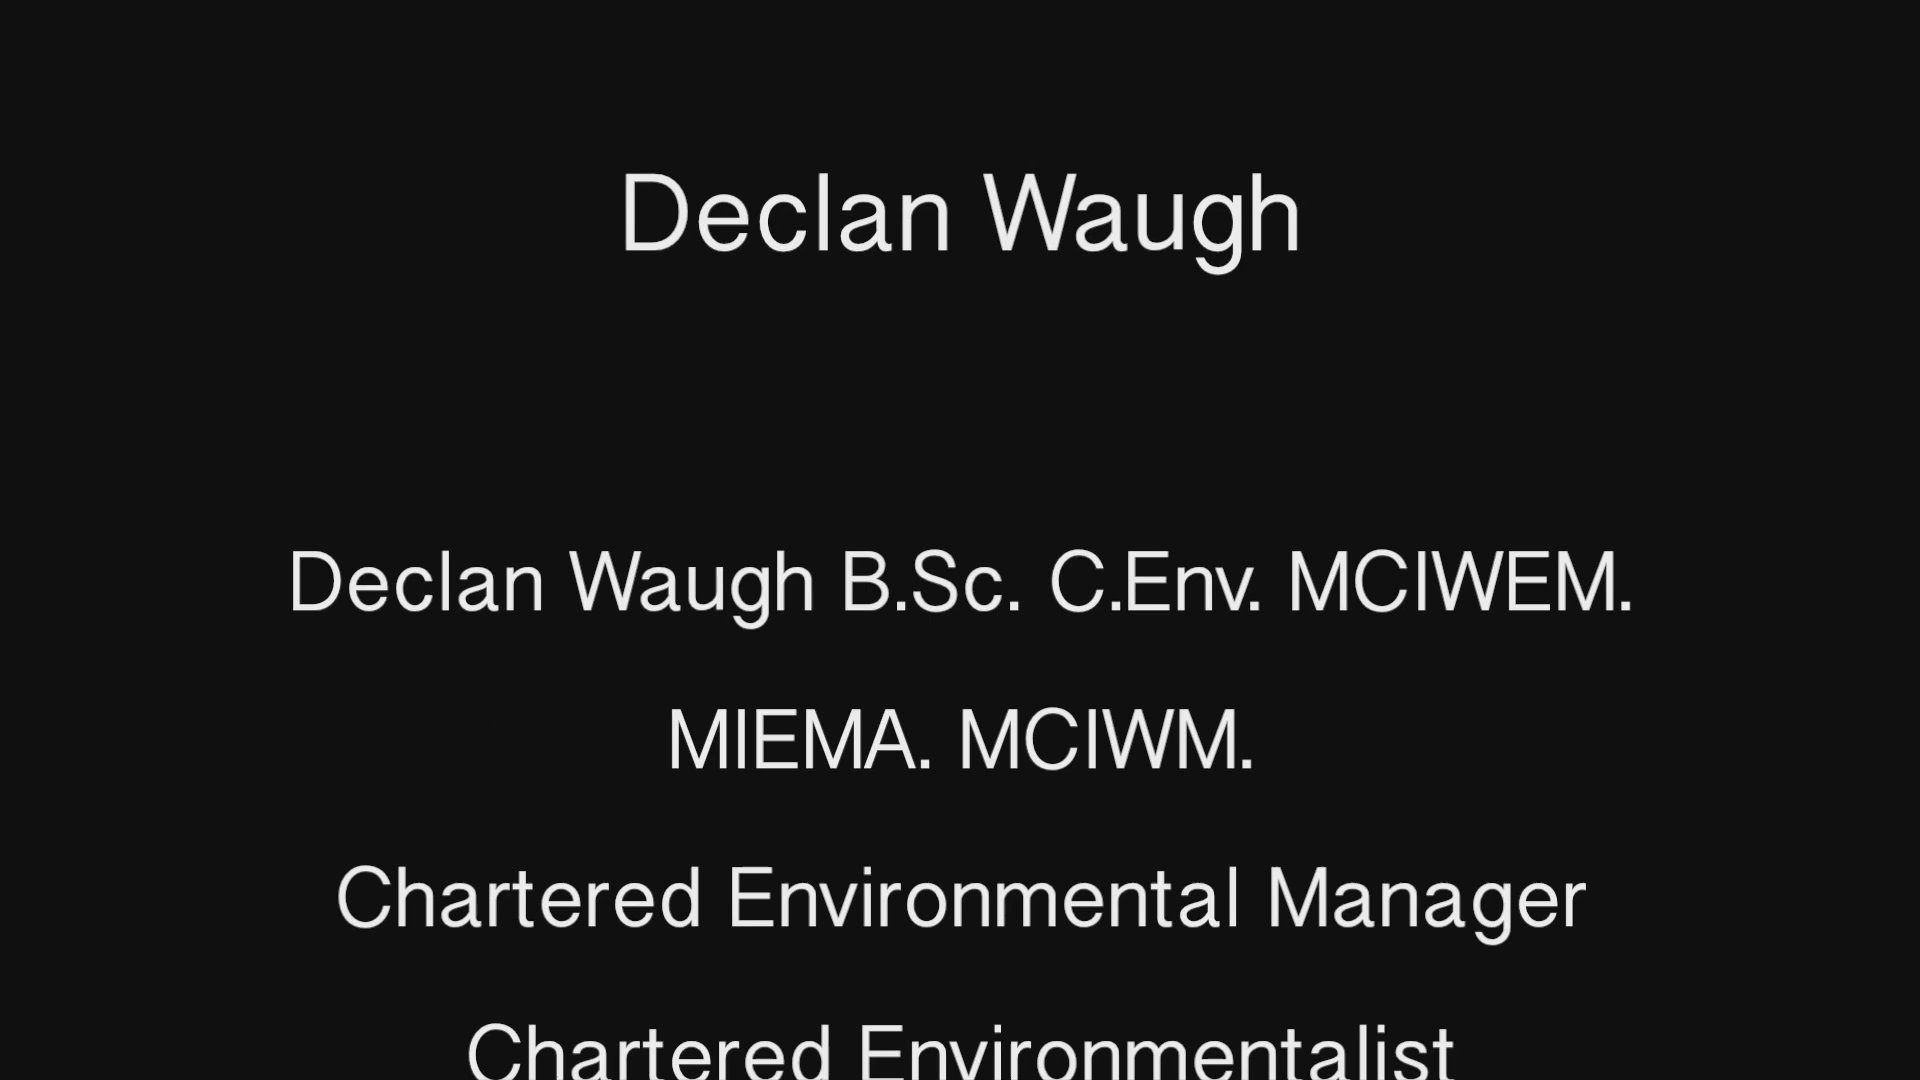 Declan Waugh
Declan Waugh B.Sc. C.Env. MCIWEM.
MIEMA. MCIWM.
Chartered Environmental Manager
Chartered Environmentalist